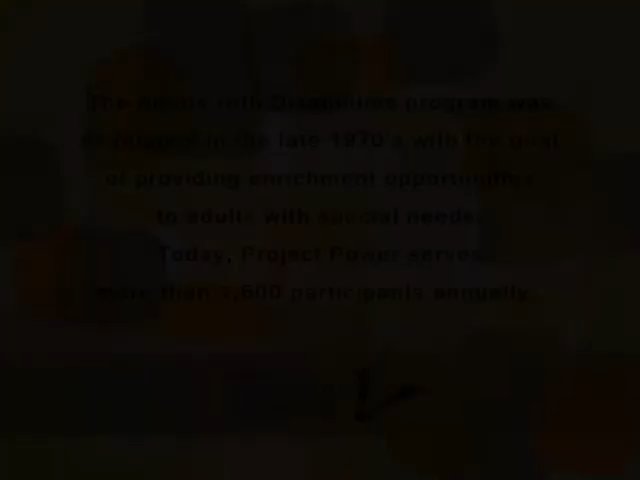 The Adults with Disabilities program was
developed in the late 1970's with the goal
of providing enrichment opportunities
to adults with special needs.
Today, Project Power serves
more than 1,600 participants annually.